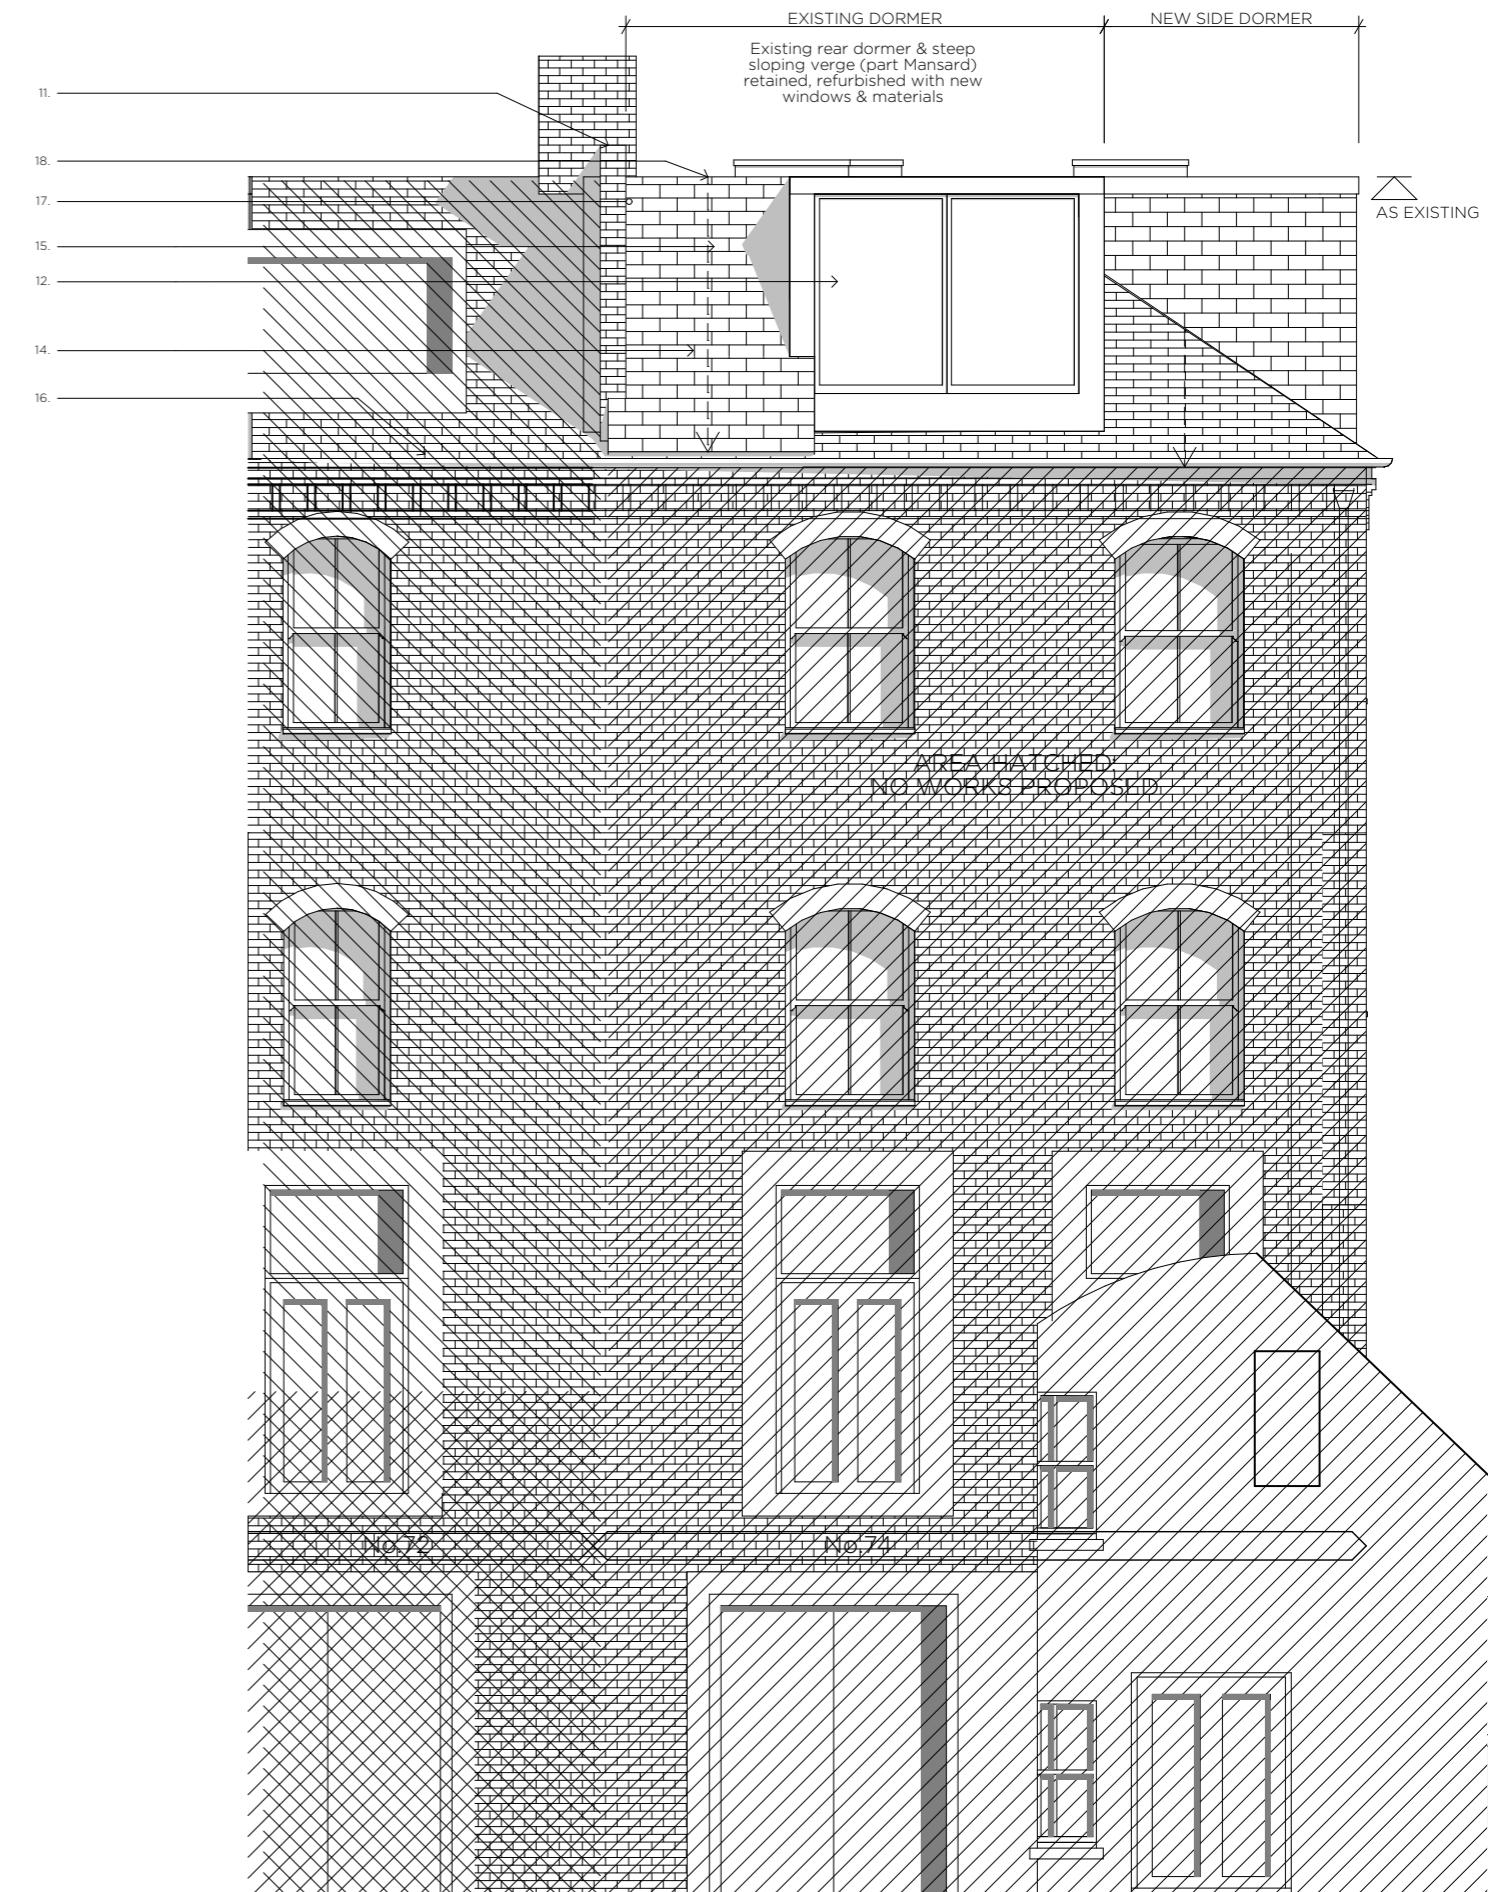 EXISTING DORMER
NEW SIDE DORMER
Existing rear dormer & steep
sloping verge (part Mansard)
retained, refurbished with new
windows & materials
11.
18.
17.
15.
12.
14.
16.
AS EXISTING
AREA HATCHED:
NO WORKS PROPOSED
No.72
No.74